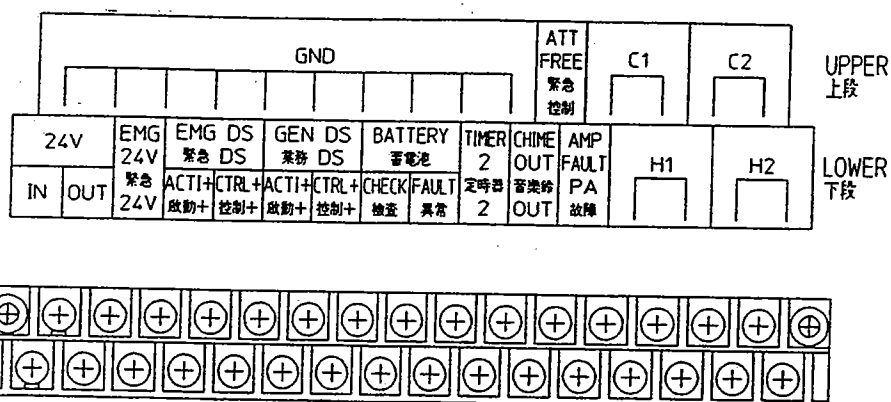 GND
ATT
FREE
緊急
控制
C1
C2
UPPER
上段
24V
IN
OUT
EMG
24V
緊急
24V
EMG DS
緊急 DS
ACTI+
啟動+
CTRL+
控制+
GEN DS
業務 DS
ACTI+
啟動+
CTRL+
控制+
BATTERY
蓄電池
CHECK
檢查
FAULT
異常
TIMER
2
定時器
2
CHIME
OUT
音樂鈴
OUT
AMP
FAULT
PA
故障
H1
H2
LOWER
下段